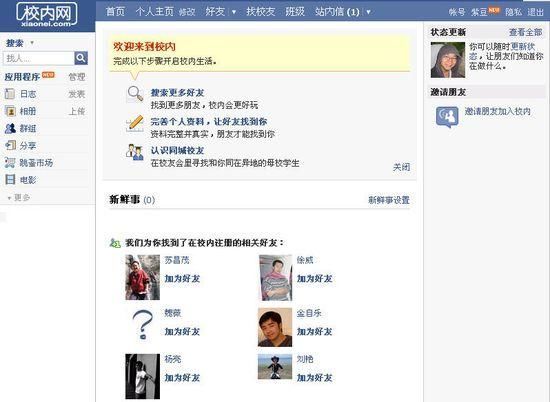 校内网
xiaonei.com
首页 个人主页 修改 好友 找校友 班级 站内信 (1) 帐号 紫豆 NEW 隐私 退出
搜索
找人...
应用程序 NEW 管理
日志 发表
相册 上传
群组
分享
跳蚤市场
电影
更多
欢迎来到校内
完成以下步骤开启校内生活。
搜索更多好友
找到更多朋友，校内会更好玩
完善个人资料，让好友找到你
资料完整并真实，朋友才能找到你
认识同城校友
在校友会里寻找和你同在异地的母校学生
关闭
新鲜事 (0) 新鲜事设置
我们为你找到了在校内注册的相关好友：
苏昌茂 徐威
加为好友 加为好友
魏薇 金自乐
加为好友 加为好友
杨亮 刘艳
加为好友 加为好友
状态更新 查看全部
你可以随时更新状
态，让朋友们知道你
在做什么。
邀请朋友
邀请朋友加入校内